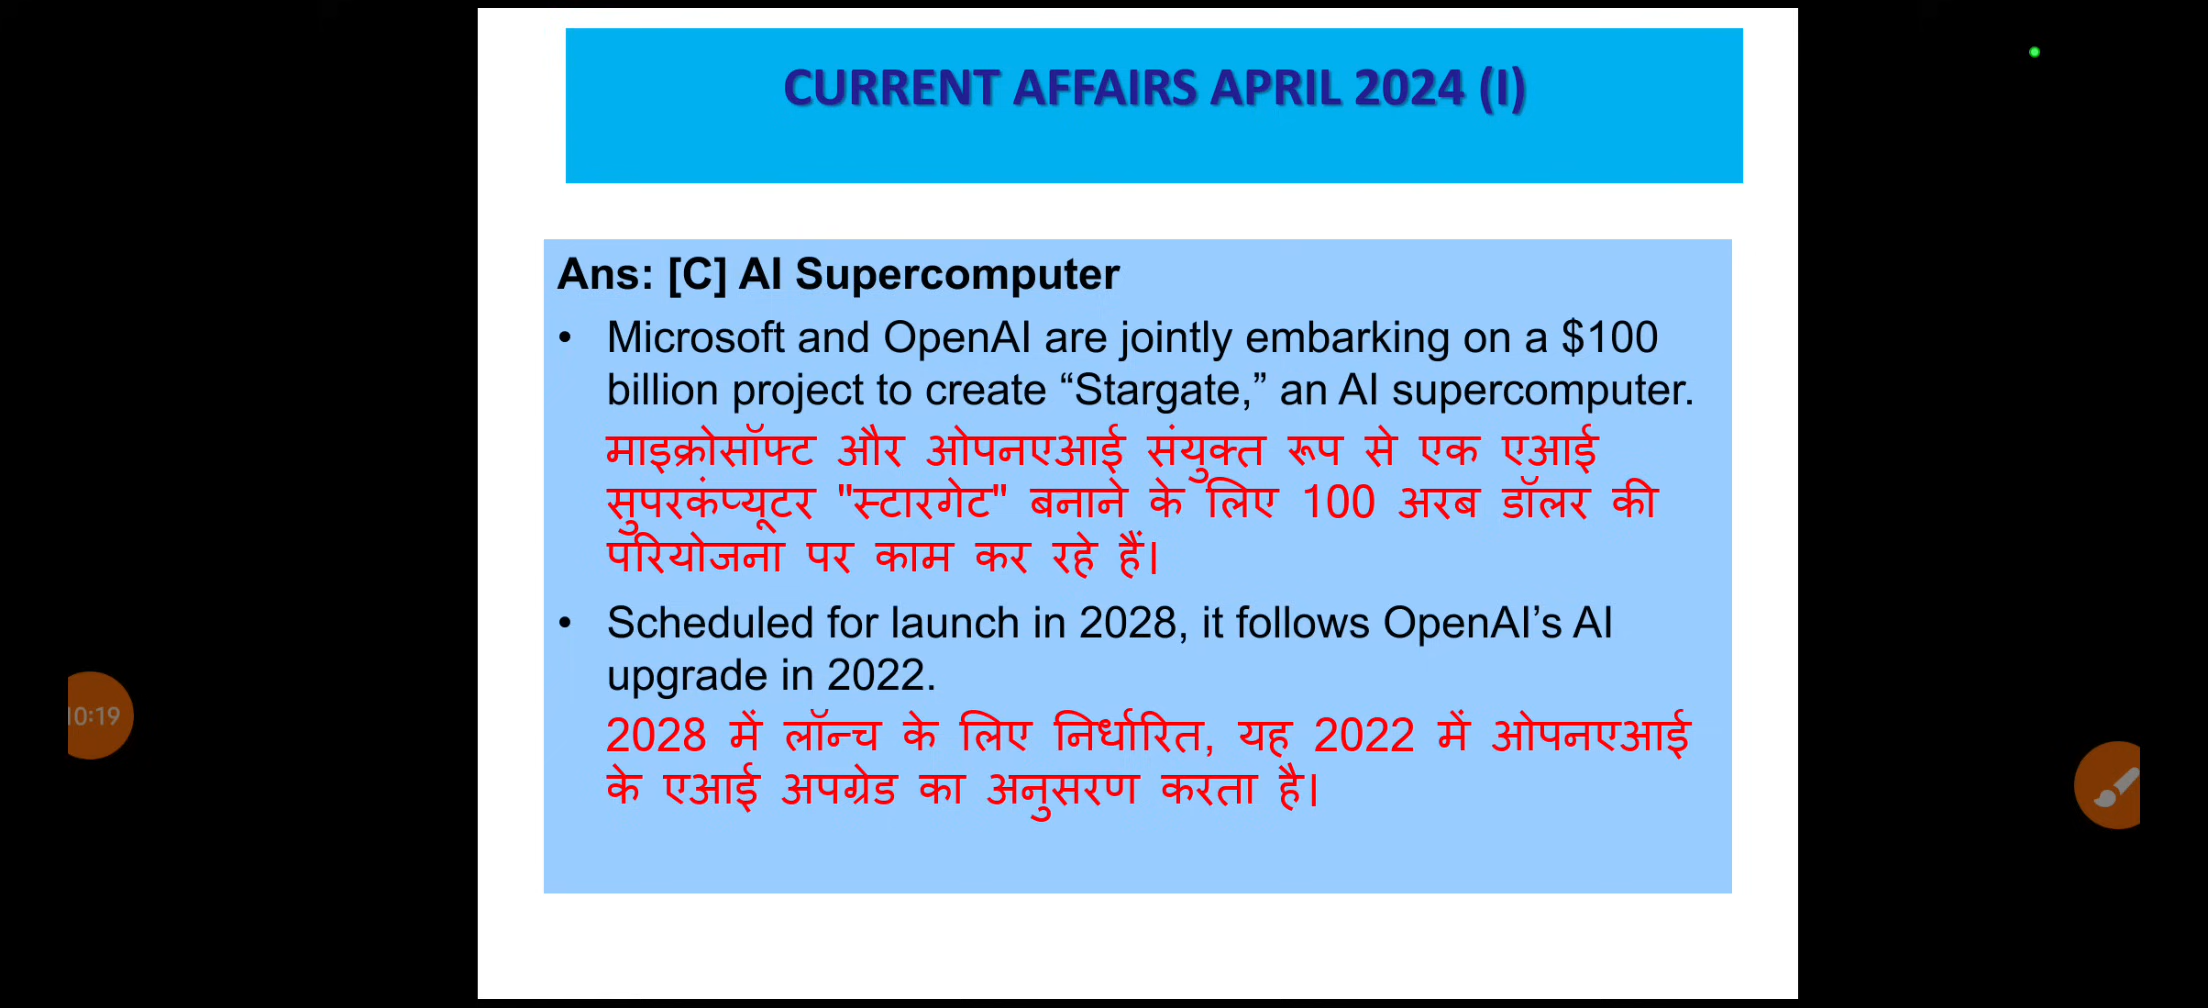 CURRENT AFFAIRS APRIL 2024 (I)
Ans: [C] AI Supercomputer
• Microsoft and OpenAI are jointly embarking on a $100
billion project to create “Stargate,” an AI supercomputer.
माइक्रोसॉफ्ट और ओपनएआई संयुक्त रूप से एक एआई
सुपरकंप्यूटर "स्टारगेट" बनाने के लिए 100 अरब डॉलर की
परियोजना पर काम कर रहे हैं।
• Scheduled for launch in 2028, it follows OpenAI’s AI
upgrade in 2022.
2028 में लॉन्च के लिए निर्धारित, यह 2022 में ओपनएआई
के एआई अपग्रेड का अनुसरण करता है।
10:19